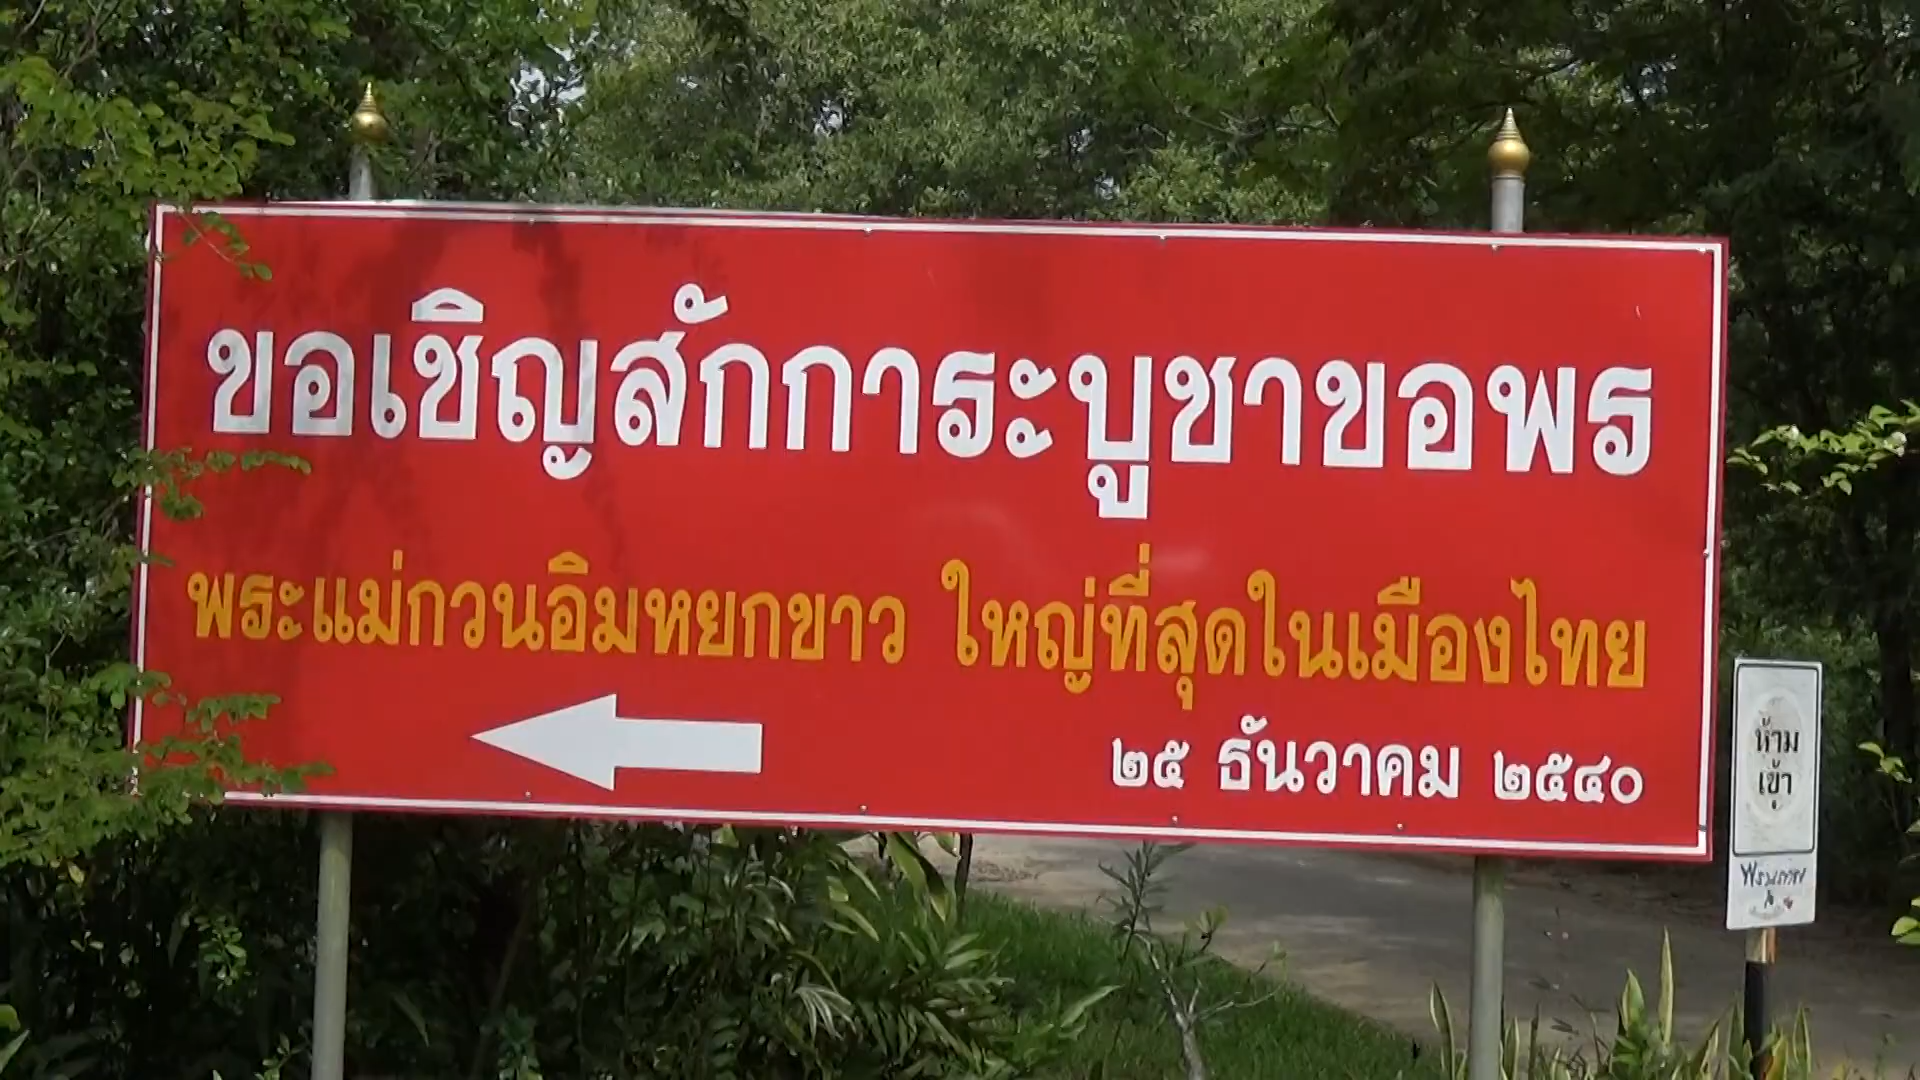 ขอเชิญสักการะบูชาขอพร
พระแม่กวนอิมหยกขาว ใหญ่ที่สุดในเมืองไทย
๒๕ ธันวาคม ๒๕๔๐
ห้าม
เข้า